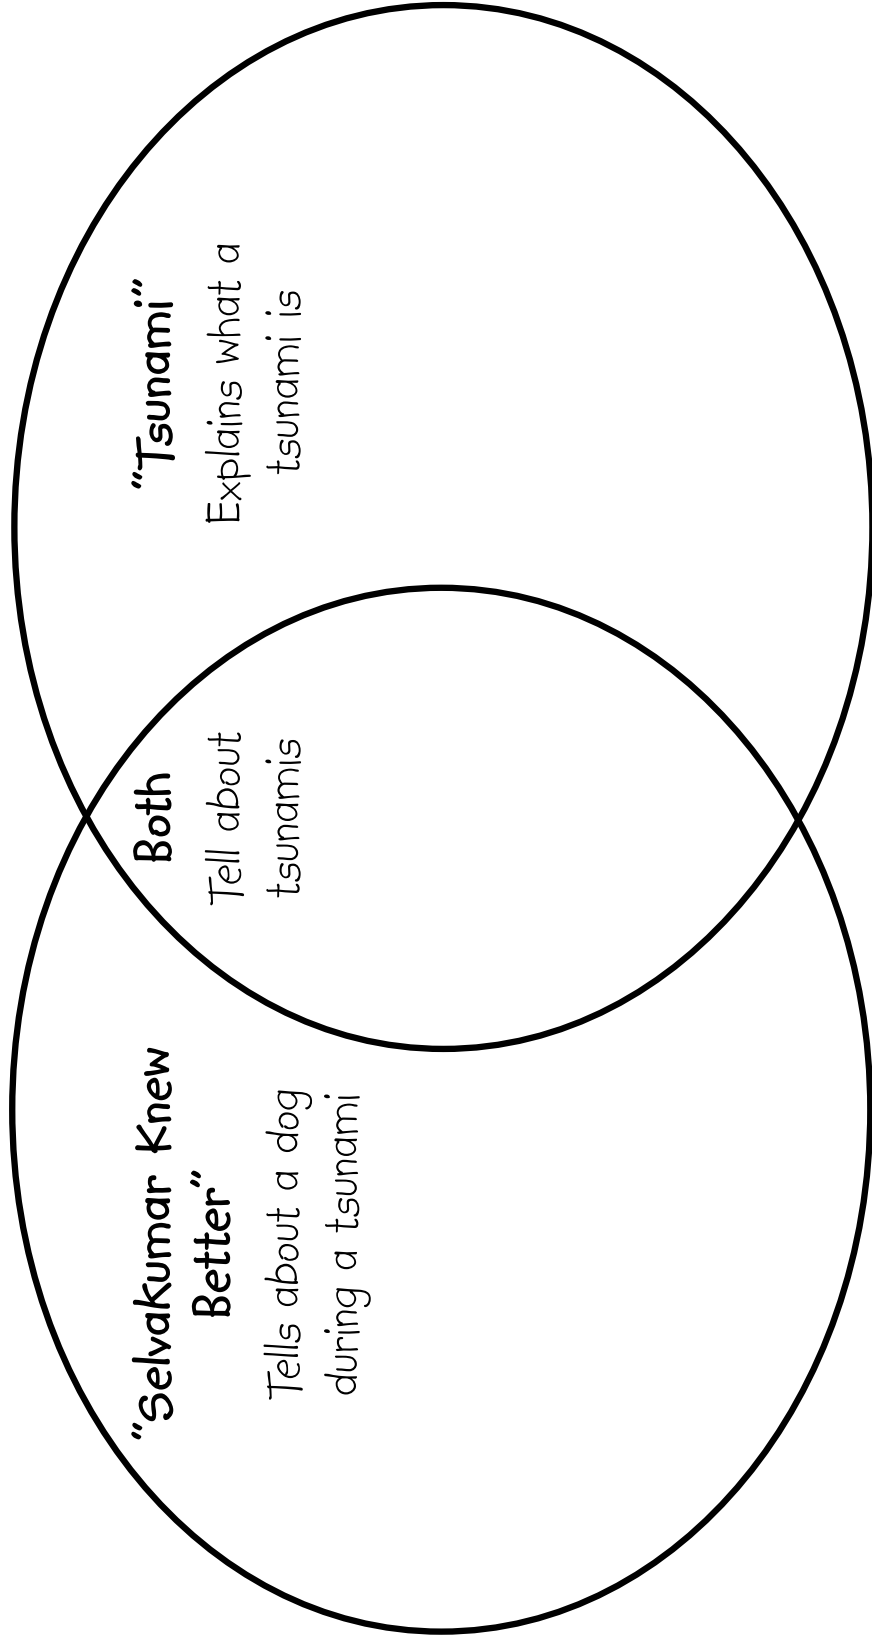 "Selvakumar Knew
Better"
Tells about a dog
during a tsunami
Both
Tell about
tsunamis
"Tsunami"
Explains what a
tsunami is